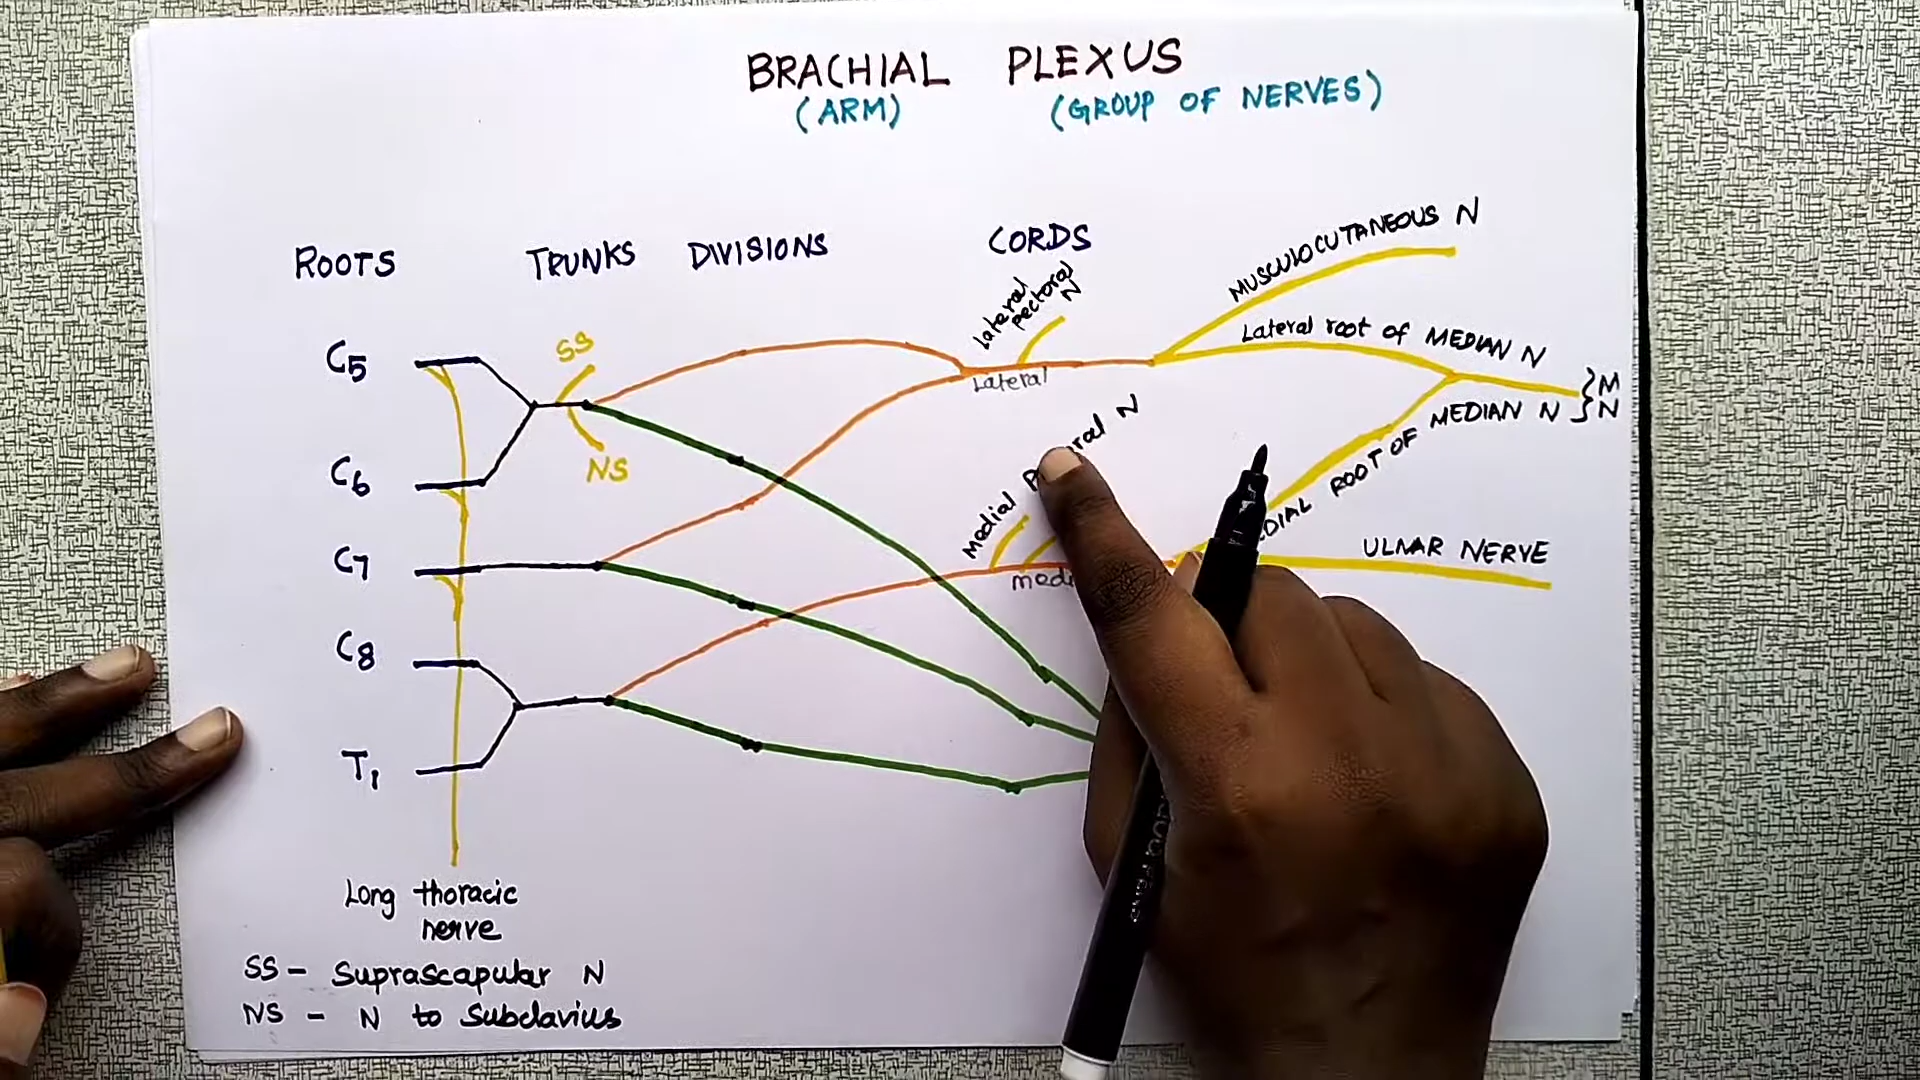 BRACHIAL PLEXUS
(ARM) (GROUP OF NERVES)
ROOTS TRUNKS DIVISIONS CORDS
MUSCULOCUTANEOUS N
Lateral
pectoral
N
Lateral root of MEDIAN N
C5
SS
Lateral
M
N
MEDIAL ROOT OF MEDIAN N
C6
NS
Medial N
C7
ULNAR NERVE
C8
T1
Long thoracic
nerve
SS - Suprascapular N
NS - N to Subclavius